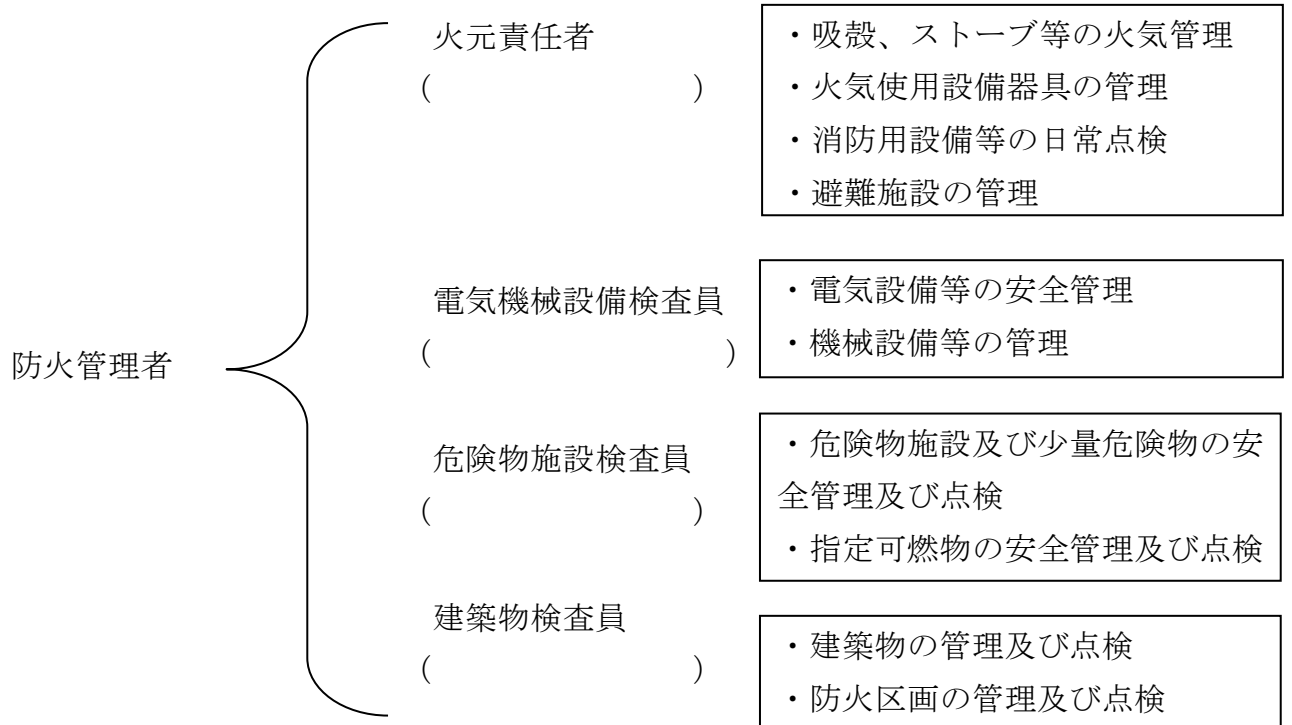 火元責任者
(　　　　　　　　)
・吸殻、ストーブ等の火気管理
・火気使用設備器具の管理
・消防用設備等の日常点検
・避難施設の管理
電気機械設備検査員
(　　　　　　　　　)
・電気設備等の安全管理
・機械設備等の管理
防火管理者
危険物施設検査員
(　　　　　　　　)
・危険物施設及び少量危険物の安
全管理及び点検
・指定可燃物の安全管理及び点検
建築物検査員
(　　　　　　　　)
・建築物の管理及び点検
・防火区画の管理及び点検